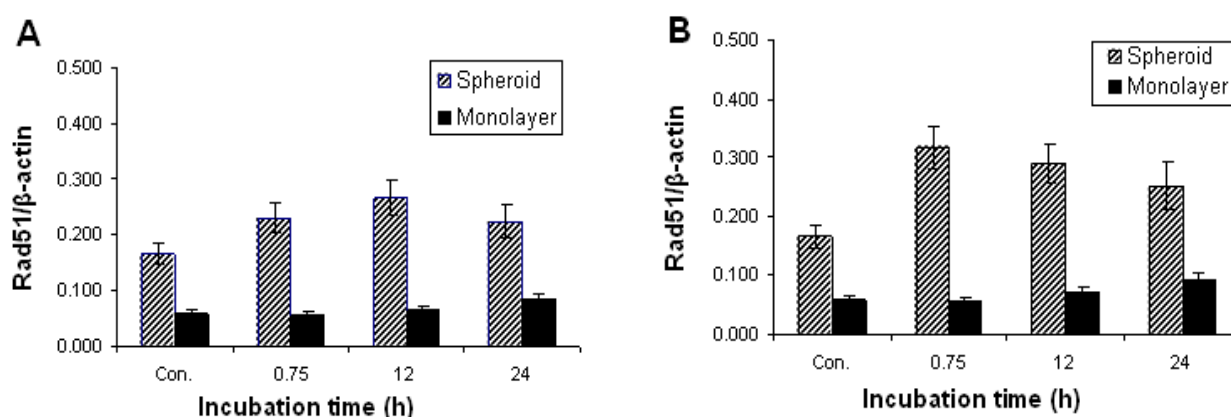 A
0.500
0.400
0.300
0.200
0.100
0.000
Rad51/β-actin
Spheroid
Monolayer
Con. 0.75 12 24
Incubation time (h)
B
0.500
0.400
0.300
0.200
0.100
0.000
Rad51/β-actin
Spheroid
Monolayer
Con. 0.75 12 24
Incubation time (h)